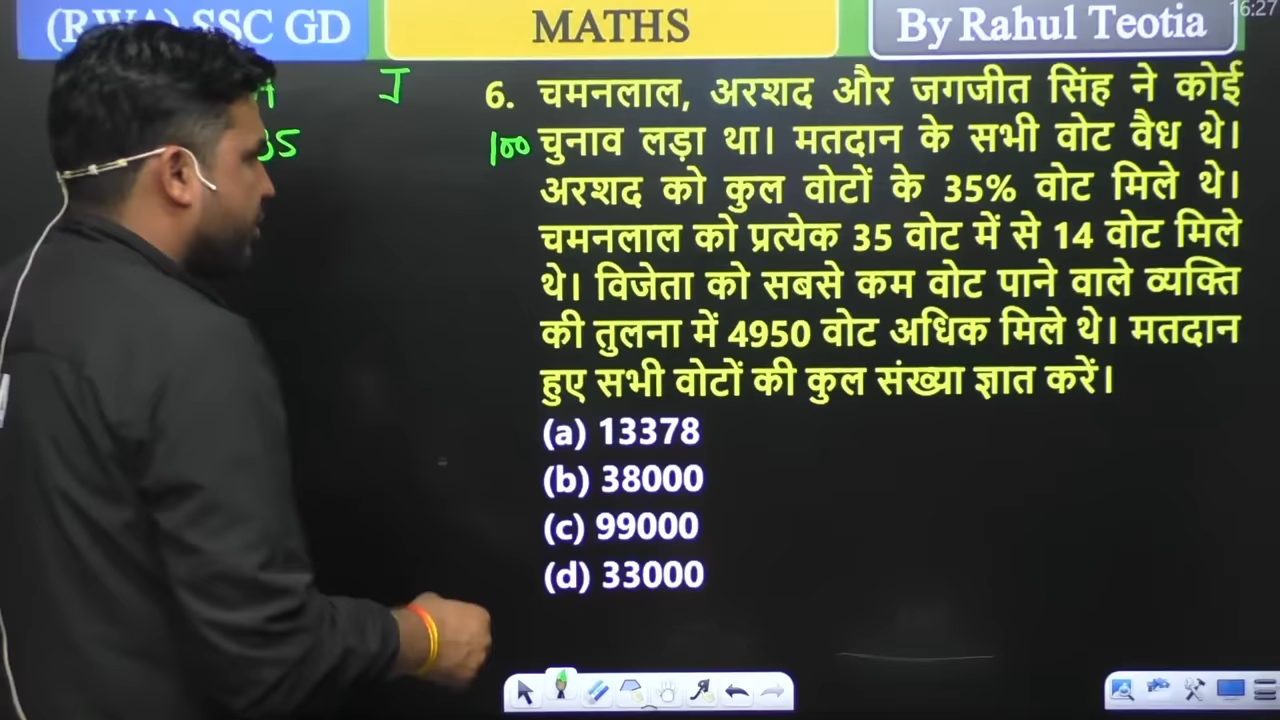 SSC GD
MATHS
By Rahul Teotia
16:27
J
35
100
6. चमनलाल, अरशद और जगजीत सिंह ने कोई
चुनाव लड़ा था। मतदान के सभी वोट वैध थे।
अरशद को कुल वोटों के 35% वोट मिले थे।
चमनलाल को प्रत्येक 35 वोट में से 14 वोट मिले
थे। विजेता को सबसे कम वोट पाने वाले व्यक्ति
की तुलना में 4950 वोट अधिक मिले थे। मतदान
हुए सभी वोटों की कुल संख्या ज्ञात करें।
(a) 13378
(b) 38000
(c) 99000
(d) 33000